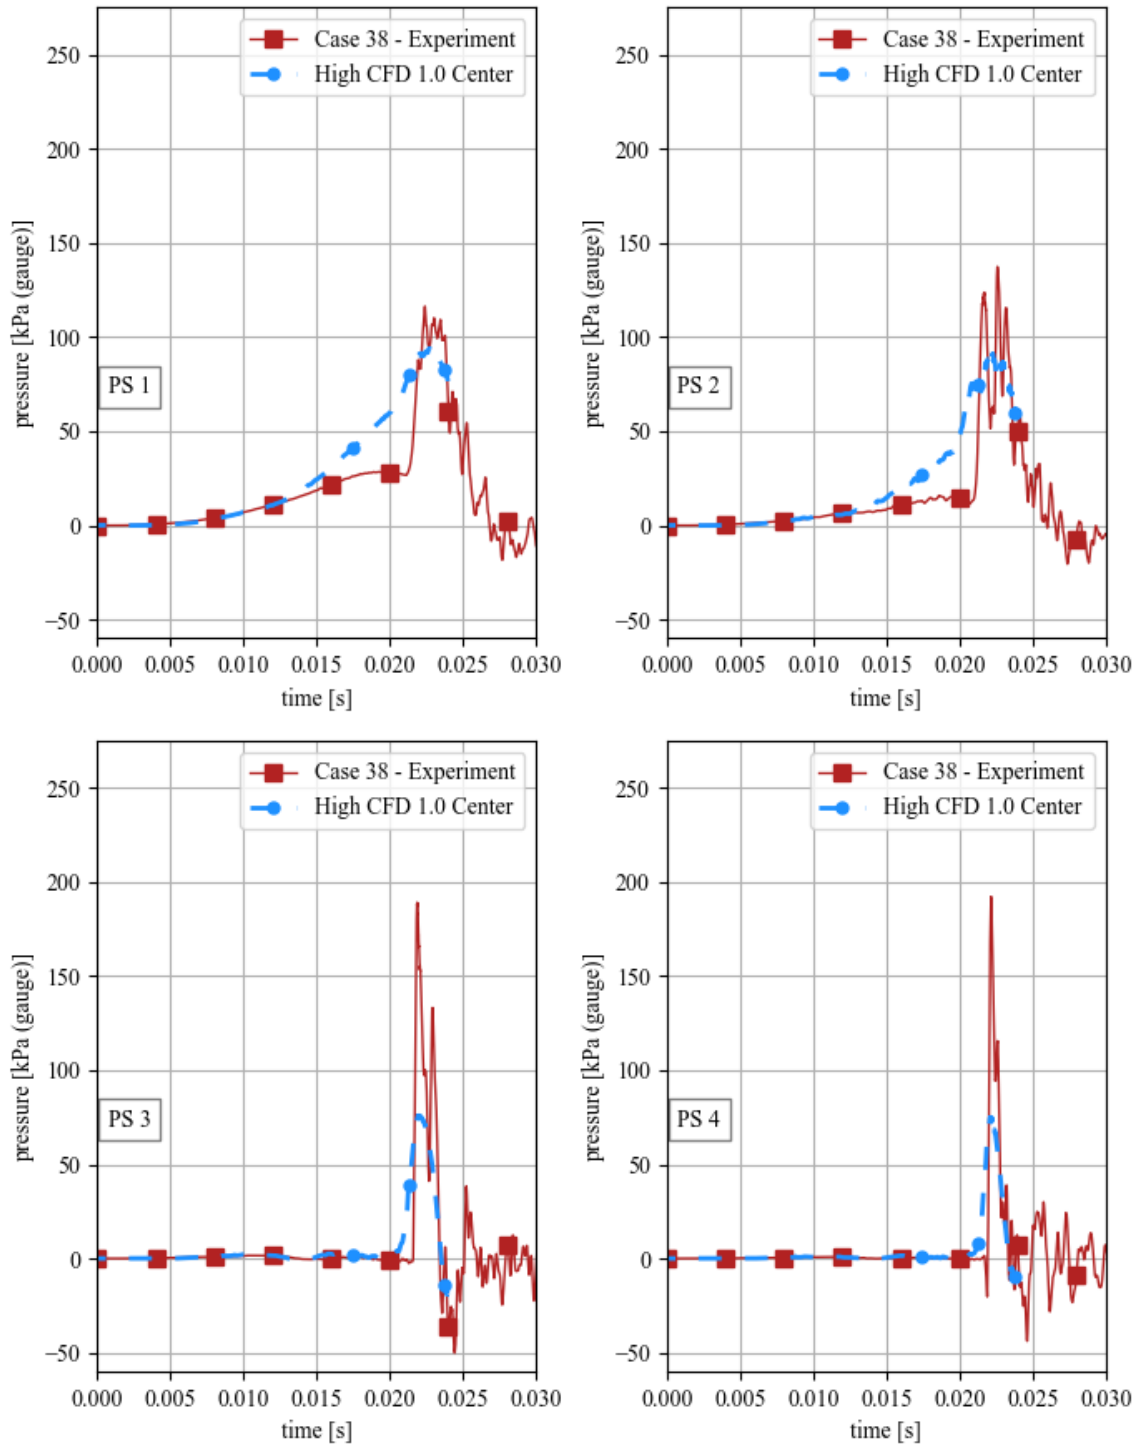 Case 38 - Experiment
High CFD 1.0 Center
250
200
150
100
50
0
−50
pressure [kPa (gauge)]
PS 1
0.000 0.005 0.010 0.015 0.020 0.025 0.030
time [s]
Case 38 - Experiment
High CFD 1.0 Center
250
200
150
100
50
0
−50
pressure [kPa (gauge)]
PS 2
0.000 0.005 0.010 0.015 0.020 0.025 0.030
time [s]
Case 38 - Experiment
High CFD 1.0 Center
250
200
150
100
50
0
−50
pressure [kPa (gauge)]
PS 3
0.000 0.005 0.010 0.015 0.020 0.025 0.030
time [s]
Case 38 - Experiment
High CFD 1.0 Center
250
200
150
100
50
0
−50
pressure [kPa (gauge)]
PS 4
0.000 0.005 0.010 0.015 0.020 0.025 0.030
time [s]